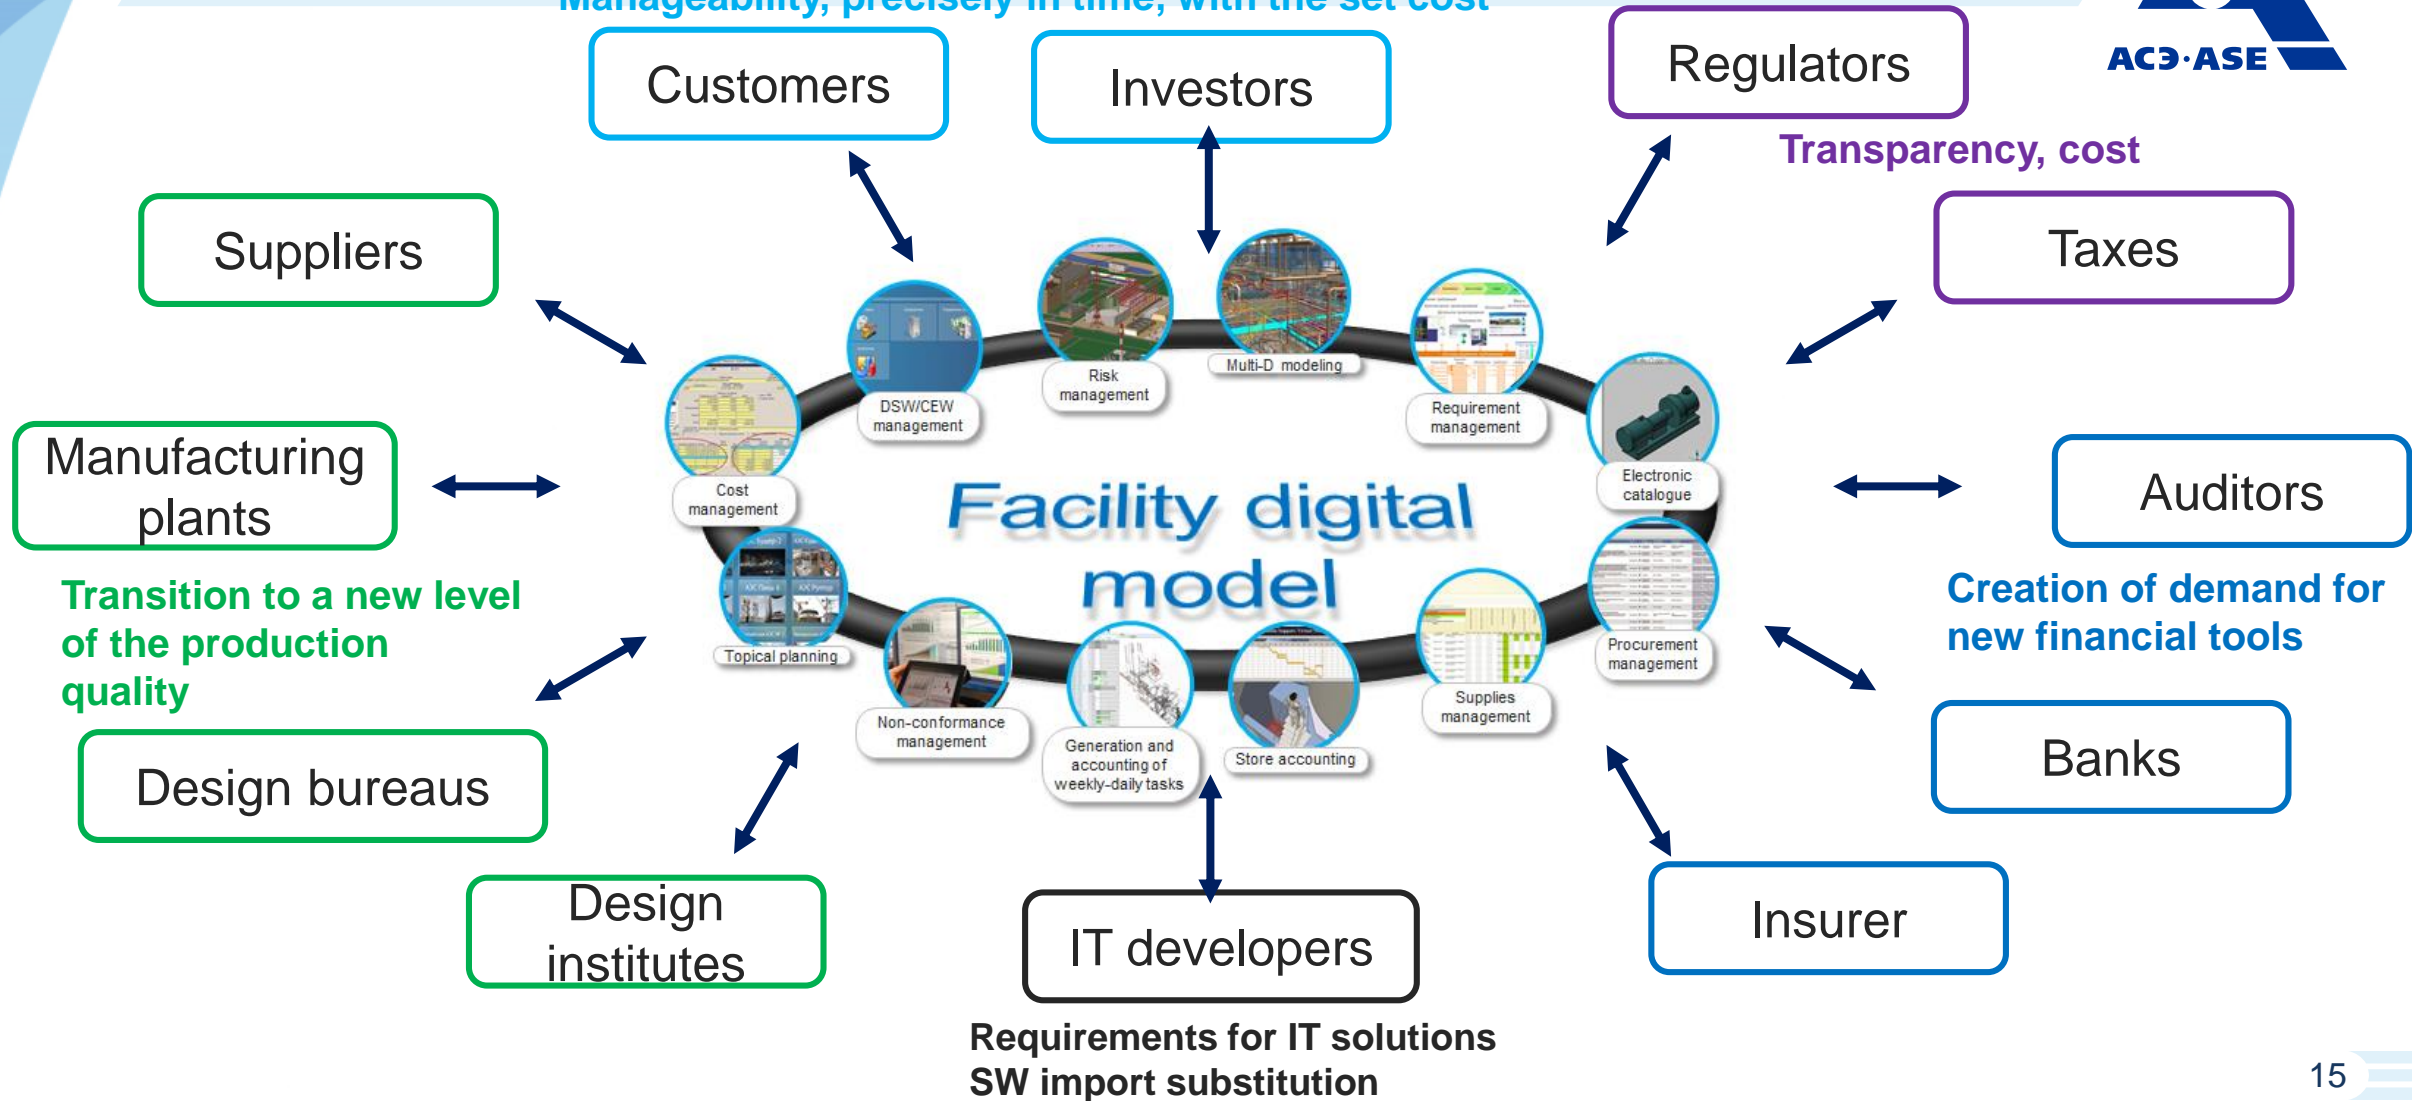 Manageability, precisely in time, with the set cost
АСЭ·ASE
Customers
Investors
Regulators
Transparency, cost
Suppliers
Taxes
Manufacturing
plants
Auditors
Transition to a new level
of the production
quality
Creation of demand for
new financial tools
Design bureaus
Banks
Design
institutes
IT developers
Insurer
Requirements for IT solutions
SW import substitution
Facility digital
model
Cost
management
DSW/CEW
management
Risk
management
Multi-D modeling
Requirement
management
Electronic
catalogue
Procurement
management
Supplies
management
Store accounting
Generation and
accounting of
weekly-daily tasks
Non-conformance
management
Topical planning
15